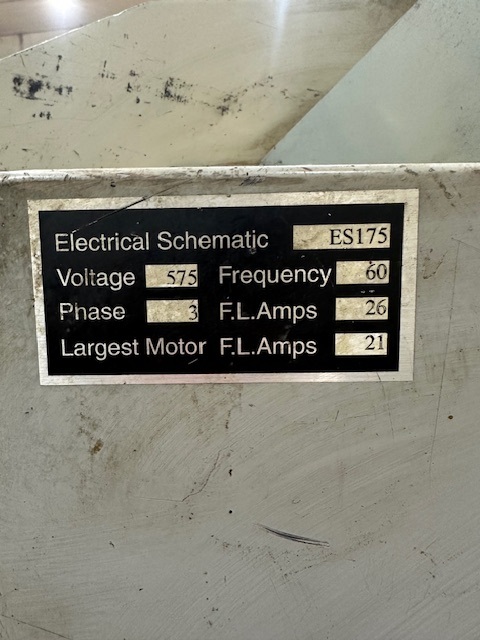 Electrical Schematic ES175
Voltage 575 Frequency 60
Phase 3 F.L.Amps 26
Largest Motor F.L.Amps 21